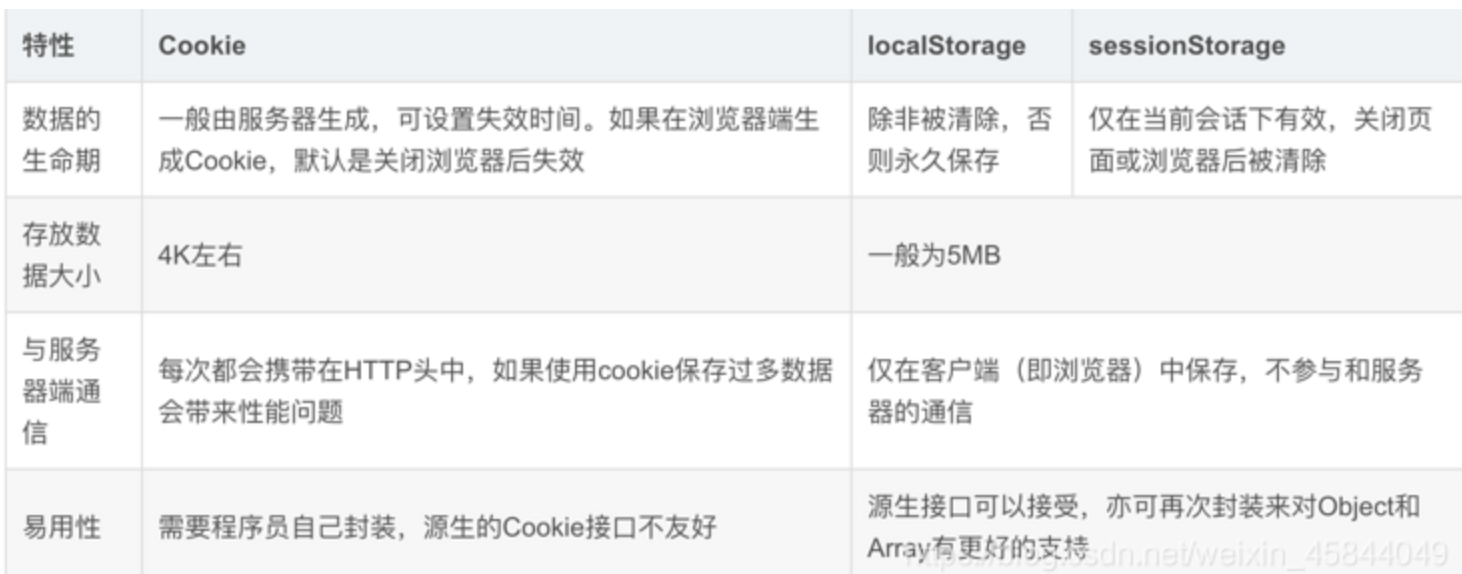 特性 Cookie localStorage sessionStorage
数据的 一般由服务器生成，可设置失效时间。如果在浏览器端生 除非被清除，否 仅在当前会话下有效，关闭页
生命期 成Cookie，默认是关闭浏览器后失效 则永久保存 面或浏览器后被清除
存放数
据大小
4K左右 一般为5MB
与服务
器端通
信
每次都会携带在HTTP头中，如果使用cookie保存过多数据
会带来性能问题
仅在客户端（即浏览器）中保存，不参与和服务
器的通信
易用性
需要程序员自己封装，源生的Cookie接口不友好
源生接口可以接受，亦可再次封装来对Object和
Array有更好的支持
https://blog.csdn.net/weixin_45844049